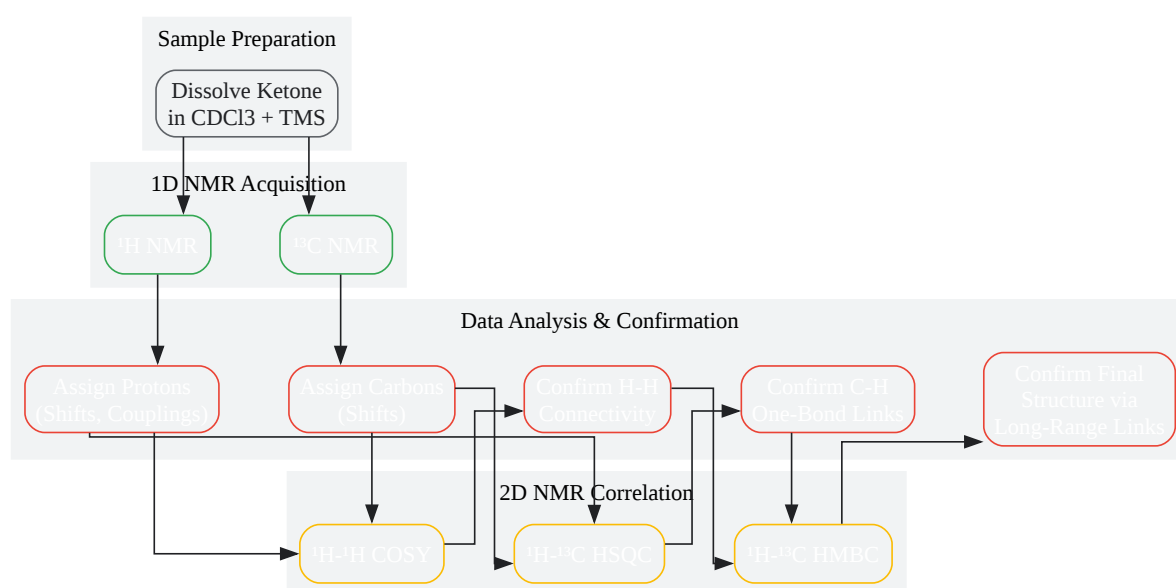 Sample Preparation
Dissolve Ketone
in CDCl3 + TMS
1D NMR Acquisition
¹H NMR
¹³C NMR
Data Analysis & Confirmation
Assign Protons
(Shifts, Couplings)
Assign Carbons
(Shifts)
Confirm H-H
Connectivity
Confirm C-H
One-Bond Links
Confirm Final
Structure via
Long-Range Links
2D NMR Correlation
¹H-¹H COSY
¹H-¹³C HSQC
¹H-¹³C HMBC